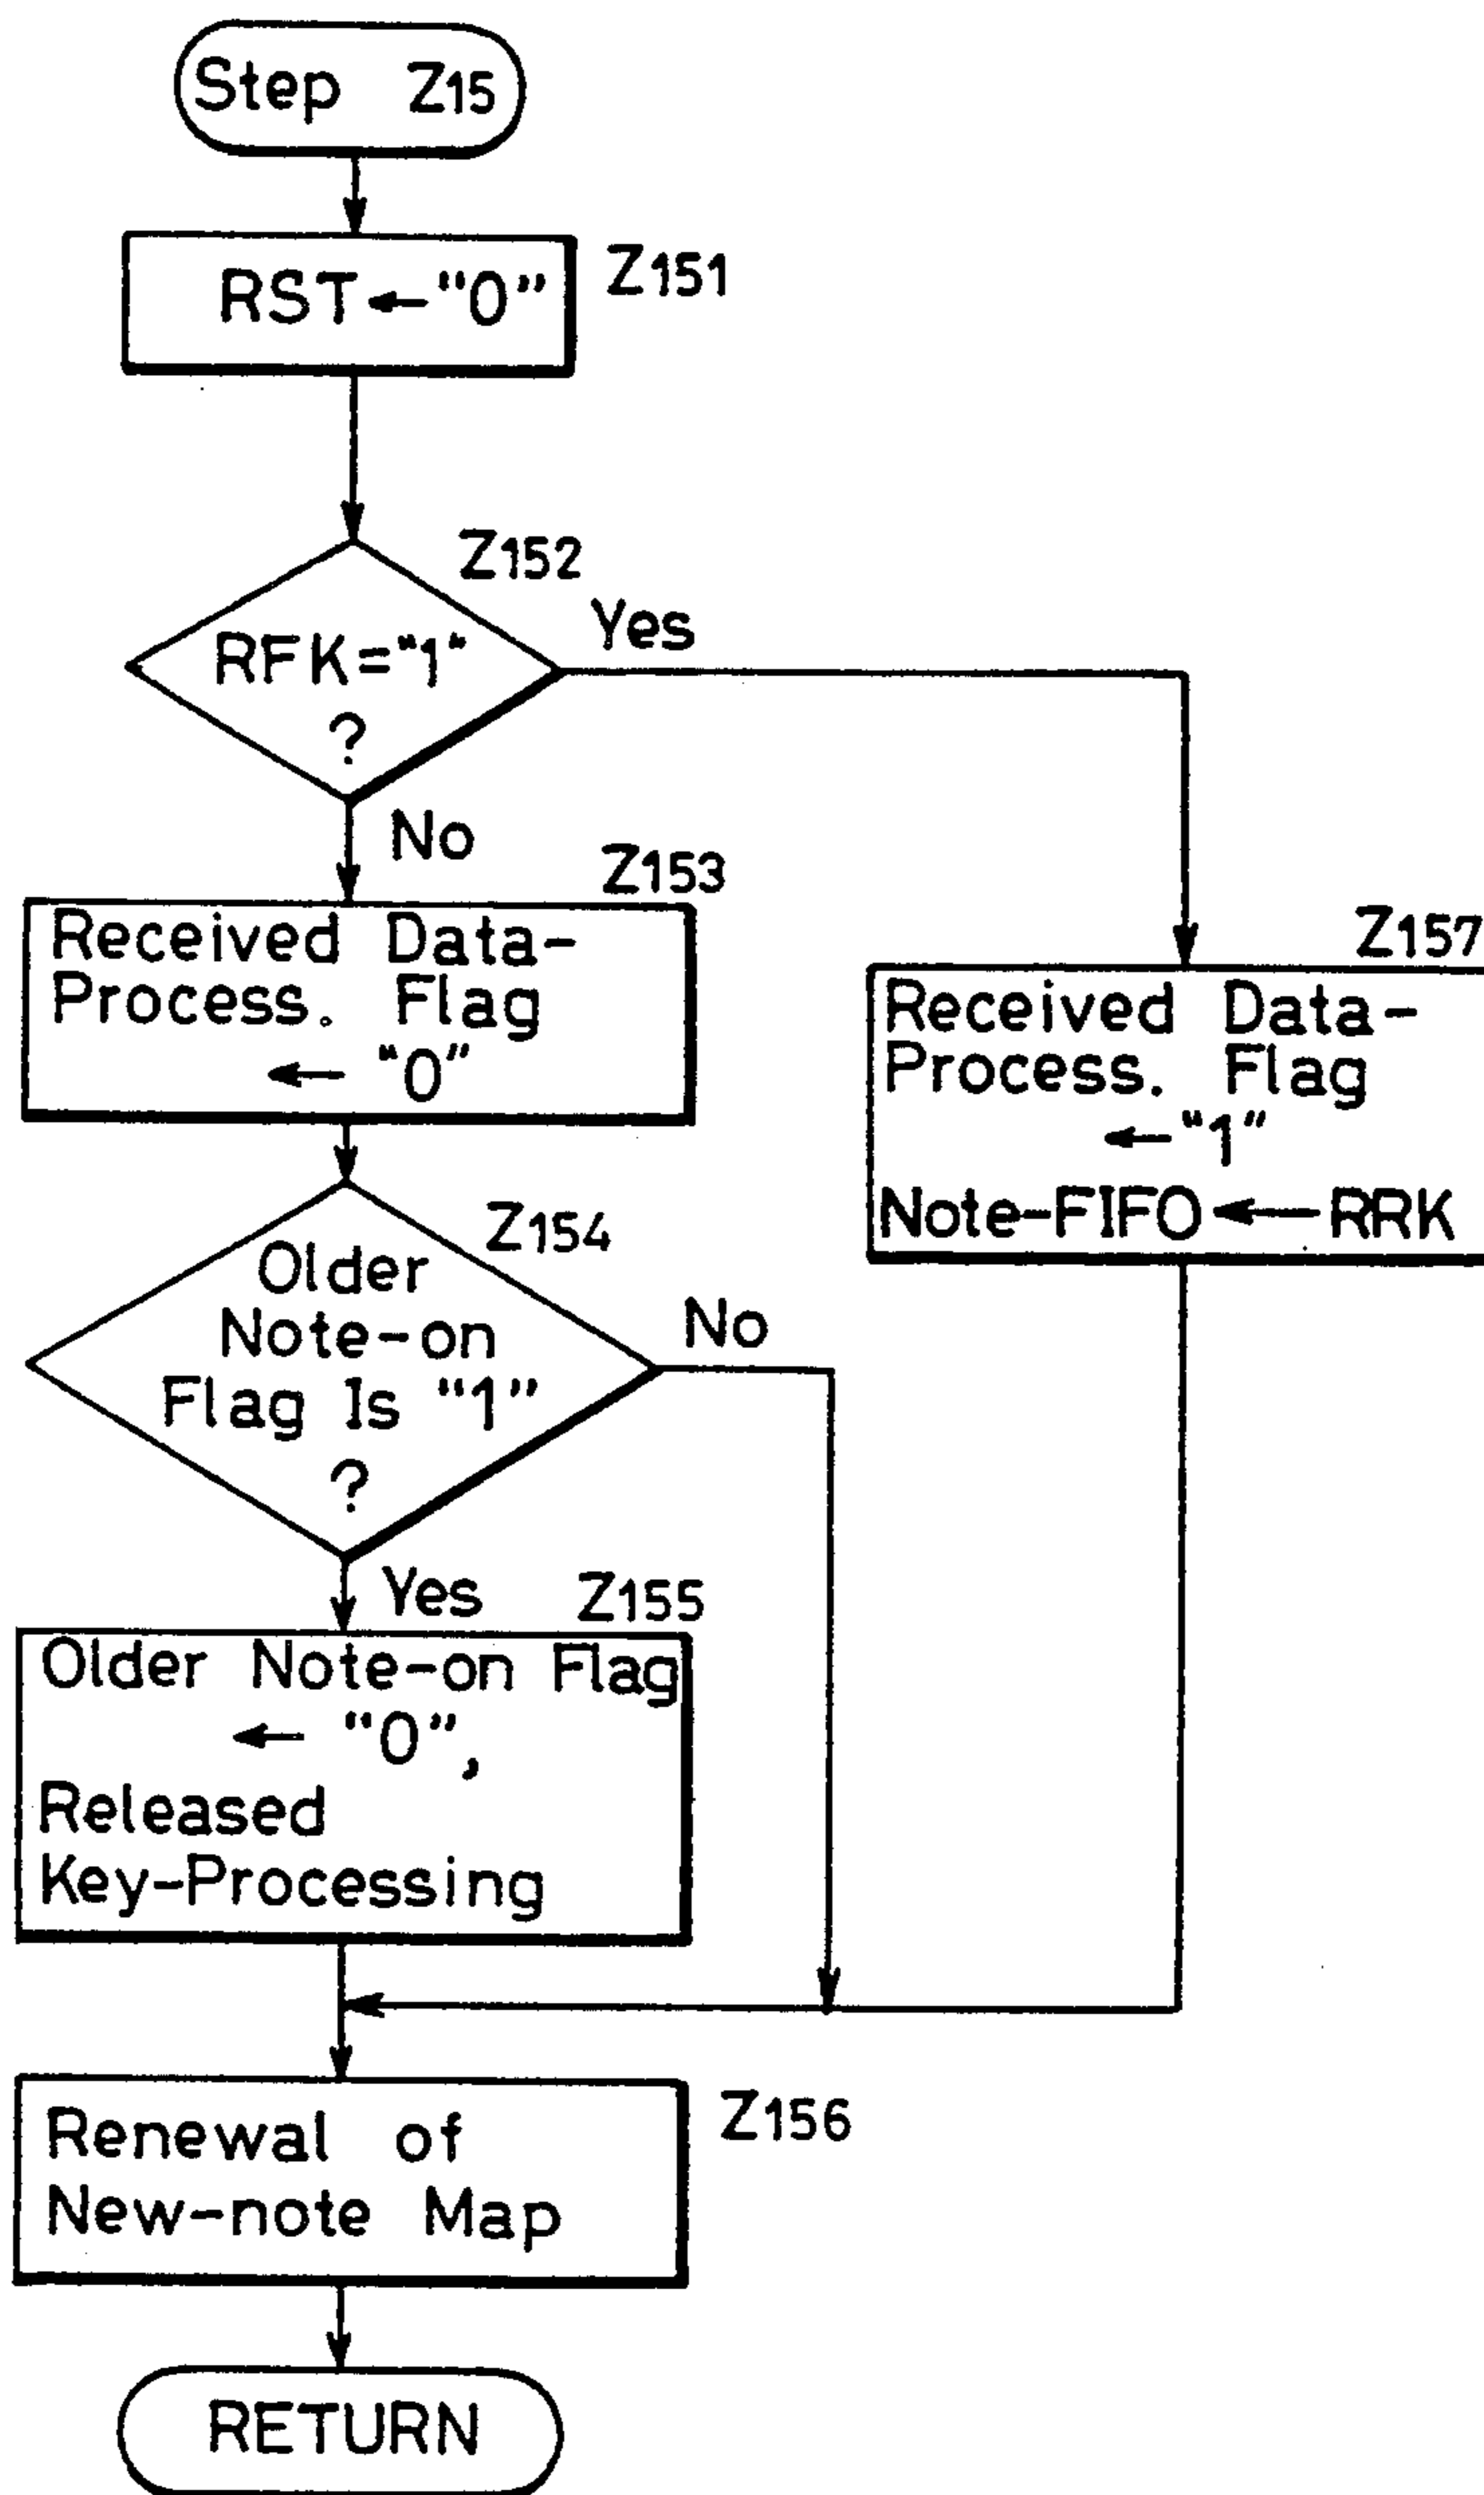 Step Z15
RST←"0"
Z151
Z152
RFK="1"
?
Yes
No
Z153
Received Data-
Process. Flag
← "0"
Z157
Received Data-
Process. Flag
←"1"
Note-FIFO←RRK
Z154
Older
Note-on
Flag Is "1"
?
No
Yes
Z155
Older Note-on Flag
← "0",
Released
Key-Processing
Z156
Renewal of
New-note Map
RETURN